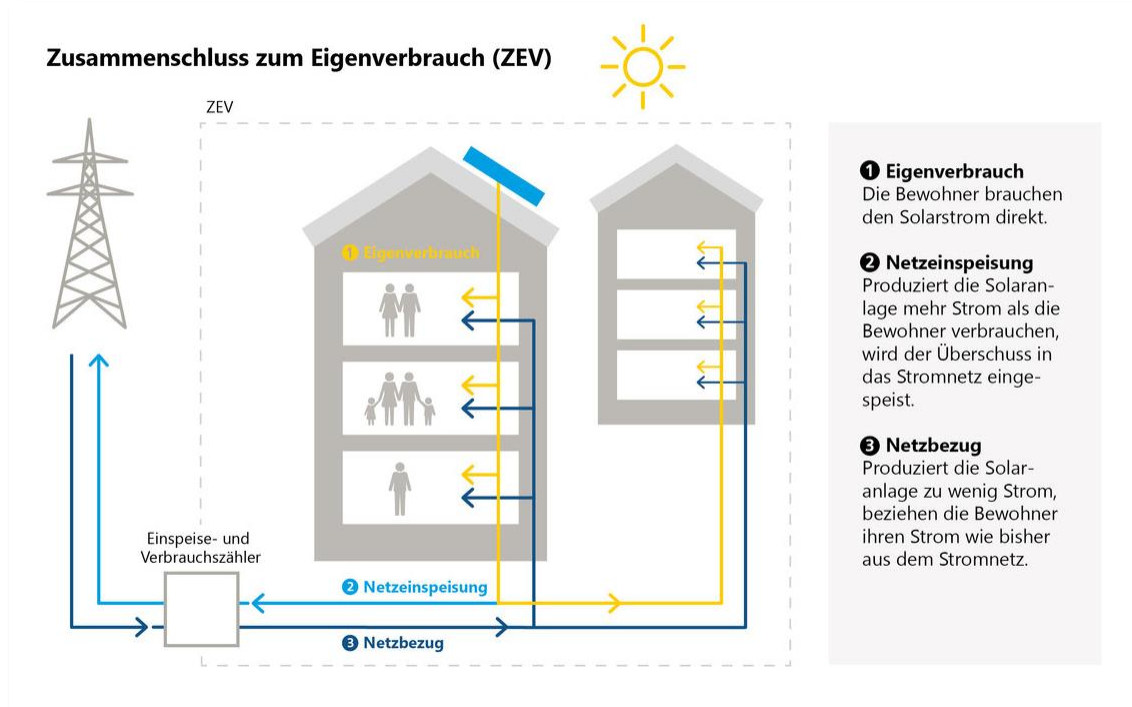 Zusammenschluss zum Eigenverbrauch (ZEV)
ZEV
1 Eigenverbrauch
Einspeise- und
Verbrauchszähler
2 Netzeinspeisung
3 Netzbezug
1 Eigenverbrauch
Die Bewohner brauchen
den Solarstrom direkt.
2 Netzeinspeisung
Produziert die Solaran-
lage mehr Strom als die
Bewohner verbrauchen,
wird der Überschuss in
das Stromnetz einge-
speist.
3 Netzbezug
Produziert die Solar-
anlage zu wenig Strom,
beziehen die Bewohner
ihren Strom wie bisher
aus dem Stromnetz.